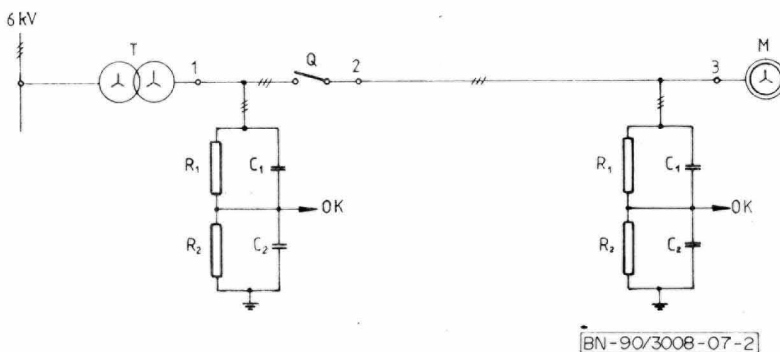 6 kV
T
1
Q
2
3
M
R₁
C₁
OK
R₂
C₂
R₁
C₁
OK
R₂
C₂
BN-90/3008-07-2